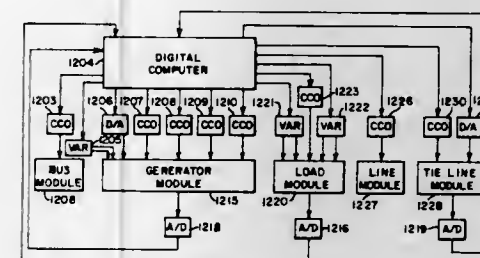 1204
DIGITAL
COMPUTER
1203
1206
1207
1208
1209
1210
1221
CCO
1223
1222
1226
1230
CCO
D/A
CCO
CCO
CCO
CCO
VAR
VAR
CCO
CCO
D/A
VAR
1205
BUS
MODULE
1208
GENERATOR
MODULE
1215
LOAD
MODULE
1220
LINE
MODULE
1227
TIE LINE
MODULE
1228
A/D
1218
A/D
1216
1219
A/D